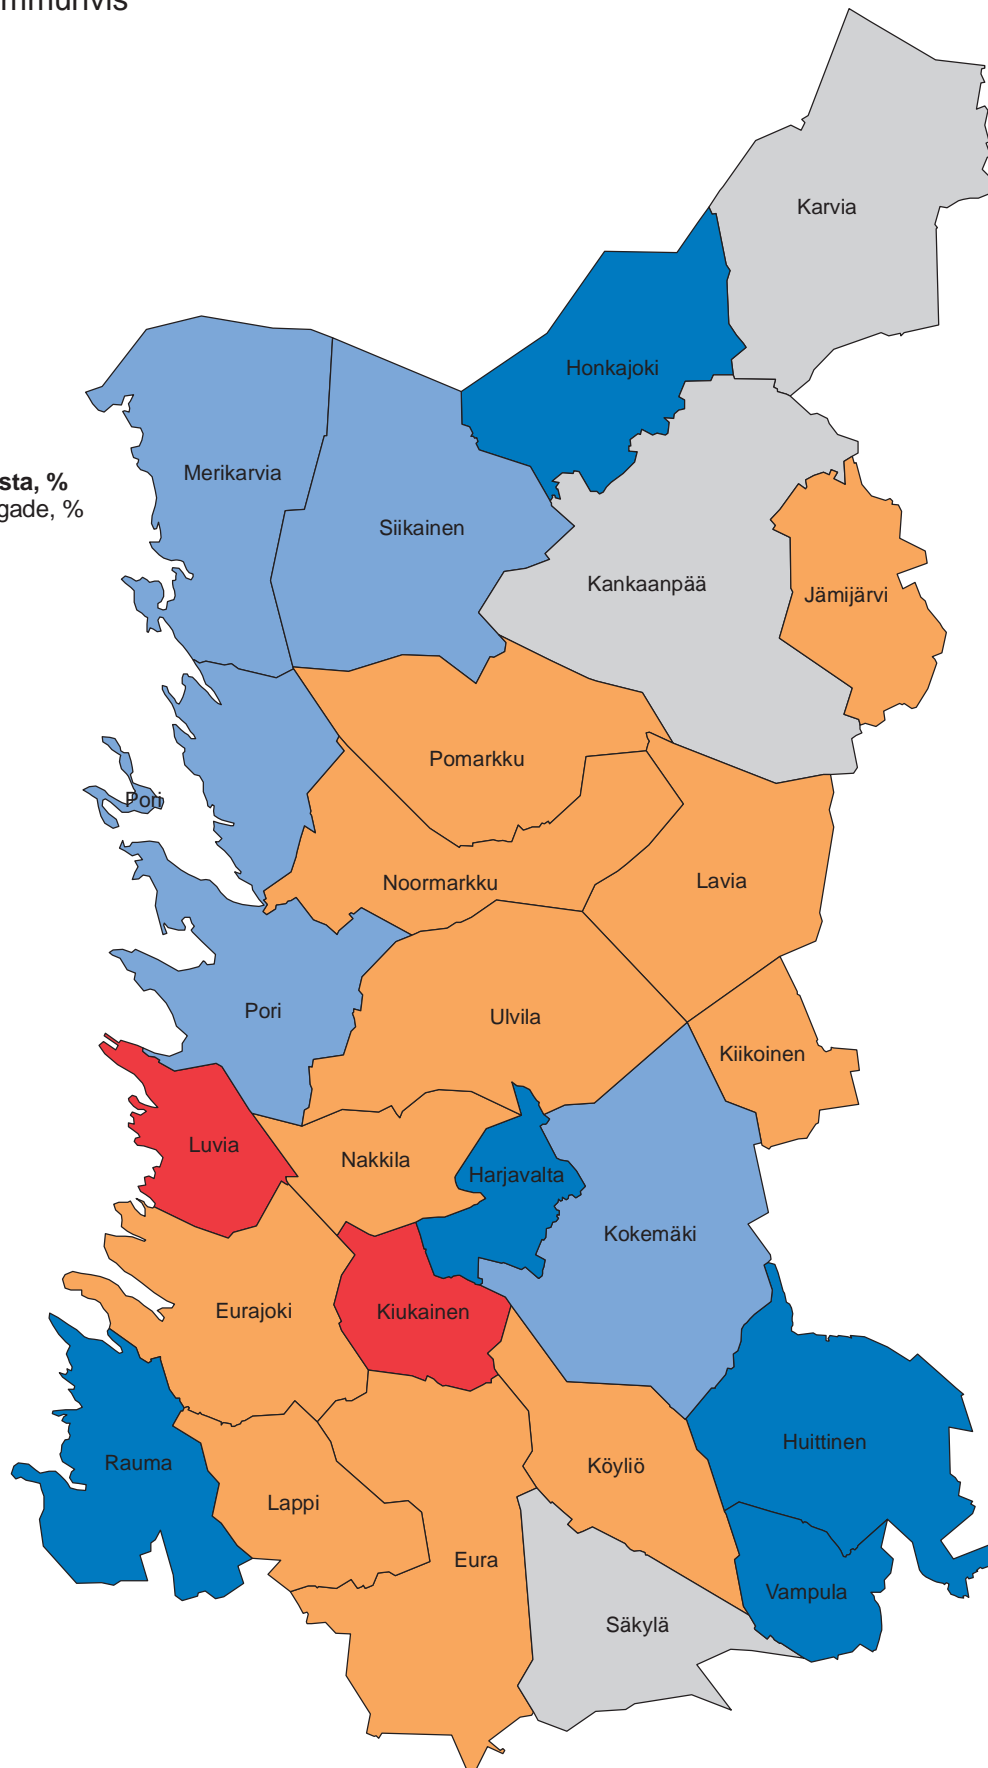 Karvia
Honkajoki
Merikarvia
sta, %
gade, %
Siikainen
Kankaanpää
Jämijärvi
Pomarkku
Pori
Lavia
Noormarkku
Pori
Ulvila
Kiikoinen
Luvia
Nakkila
Harjavalta
Kokemäki
Eurajoki
Kiukainen
Huittinen
Rauma
Köyliö
Lappi
Eura
Vampula
Säkylä